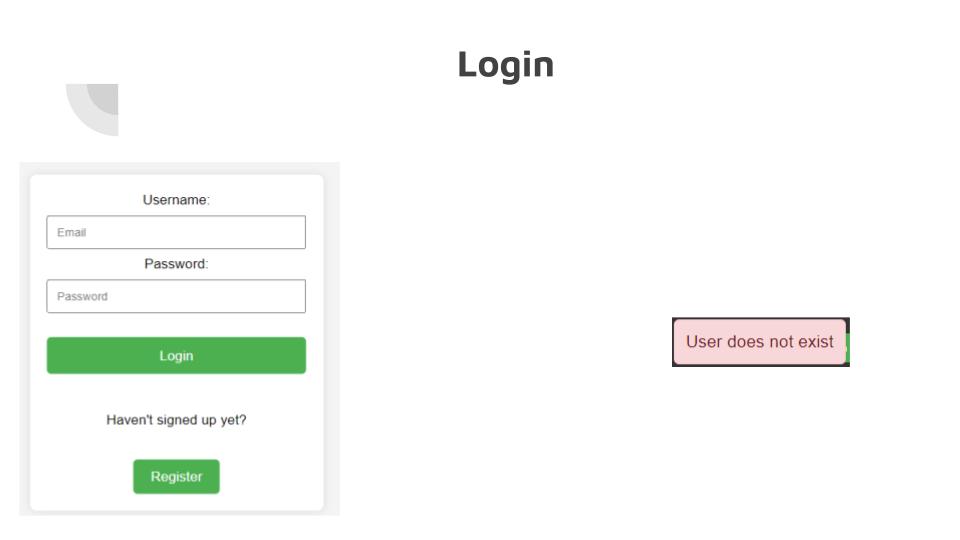 Login
Username:
Email
Password:
Password
Login
Haven't signed up yet?
Register
User does not exist